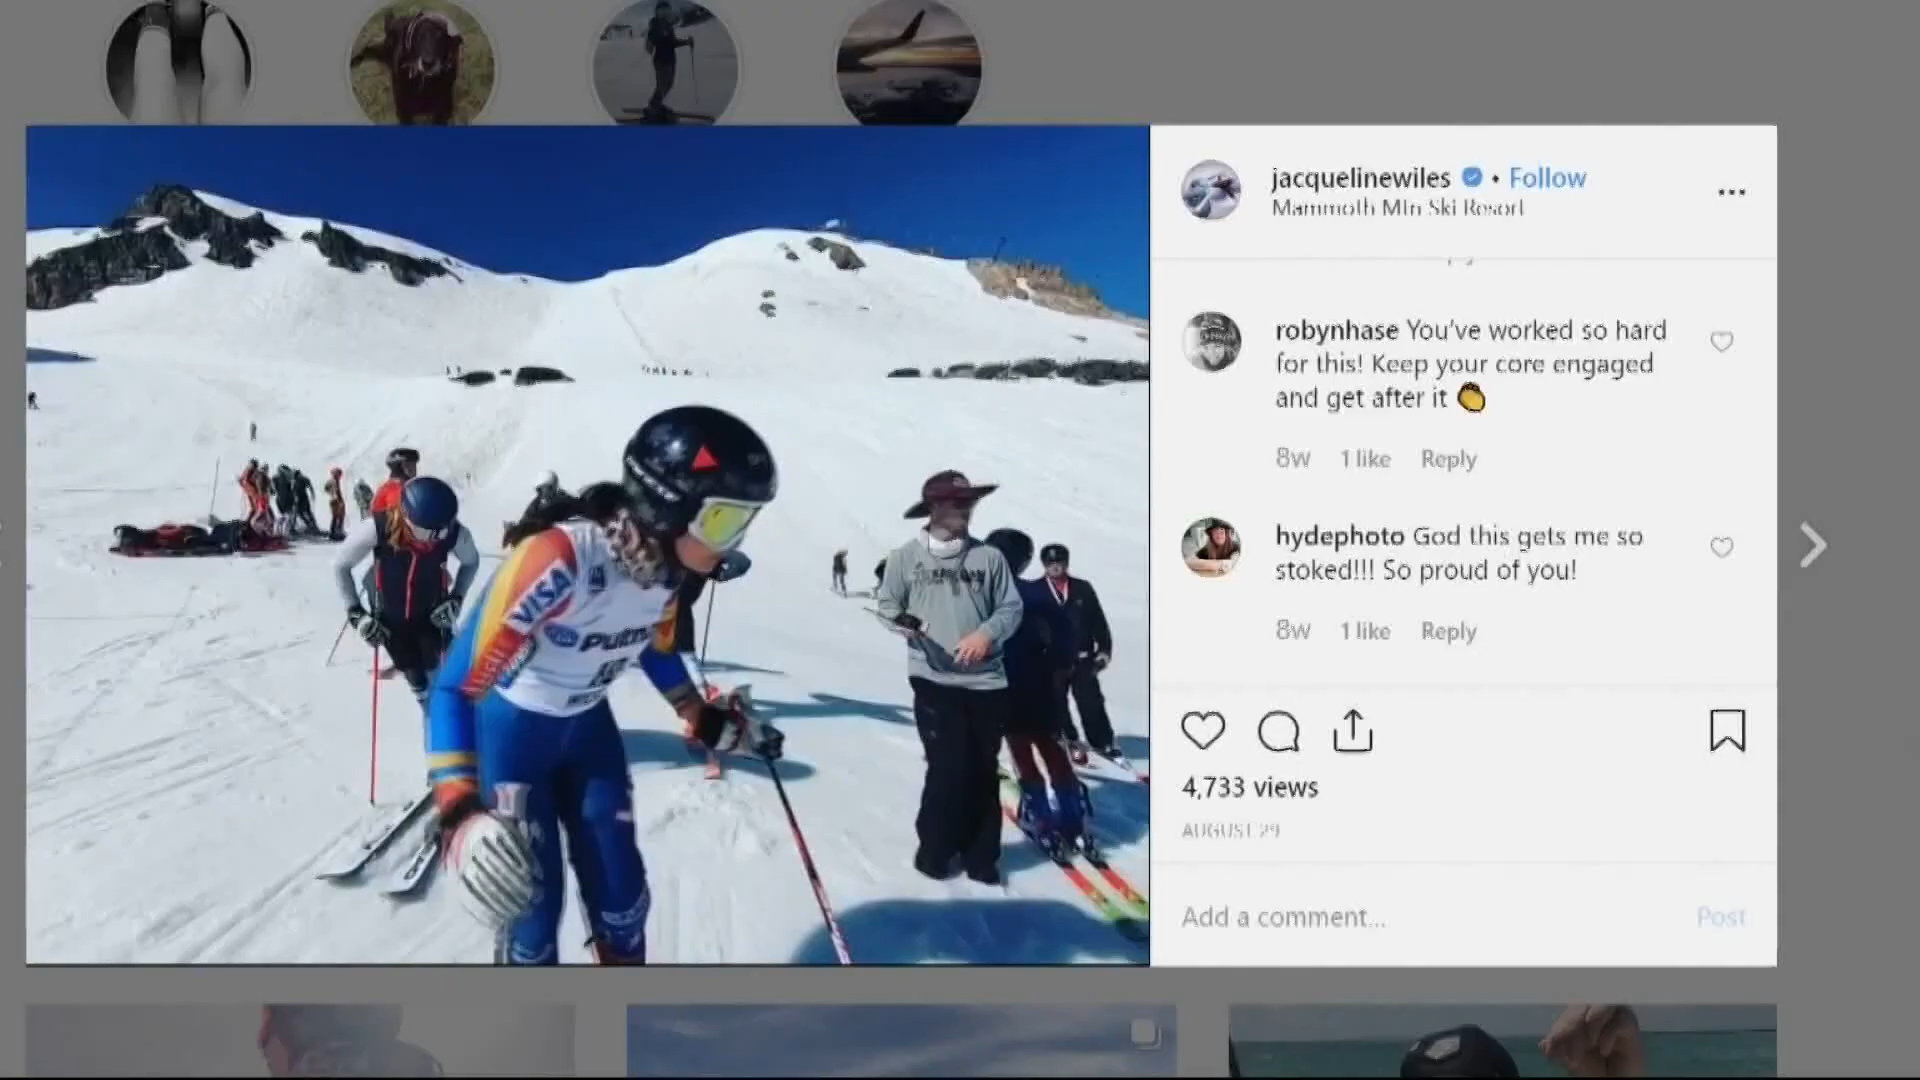 jacquelinewiles • Follow
Mammoth Mtn Ski Resort
robynhase You've worked so hard
for this! Keep your core engaged
and get after it
8w 1 like Reply
hydephoto God this gets me so
stoked!!! So proud of you!
8w 1 like Reply
4,733 views
AUGUST 29
Add a comment...
Post
VISA
Audi